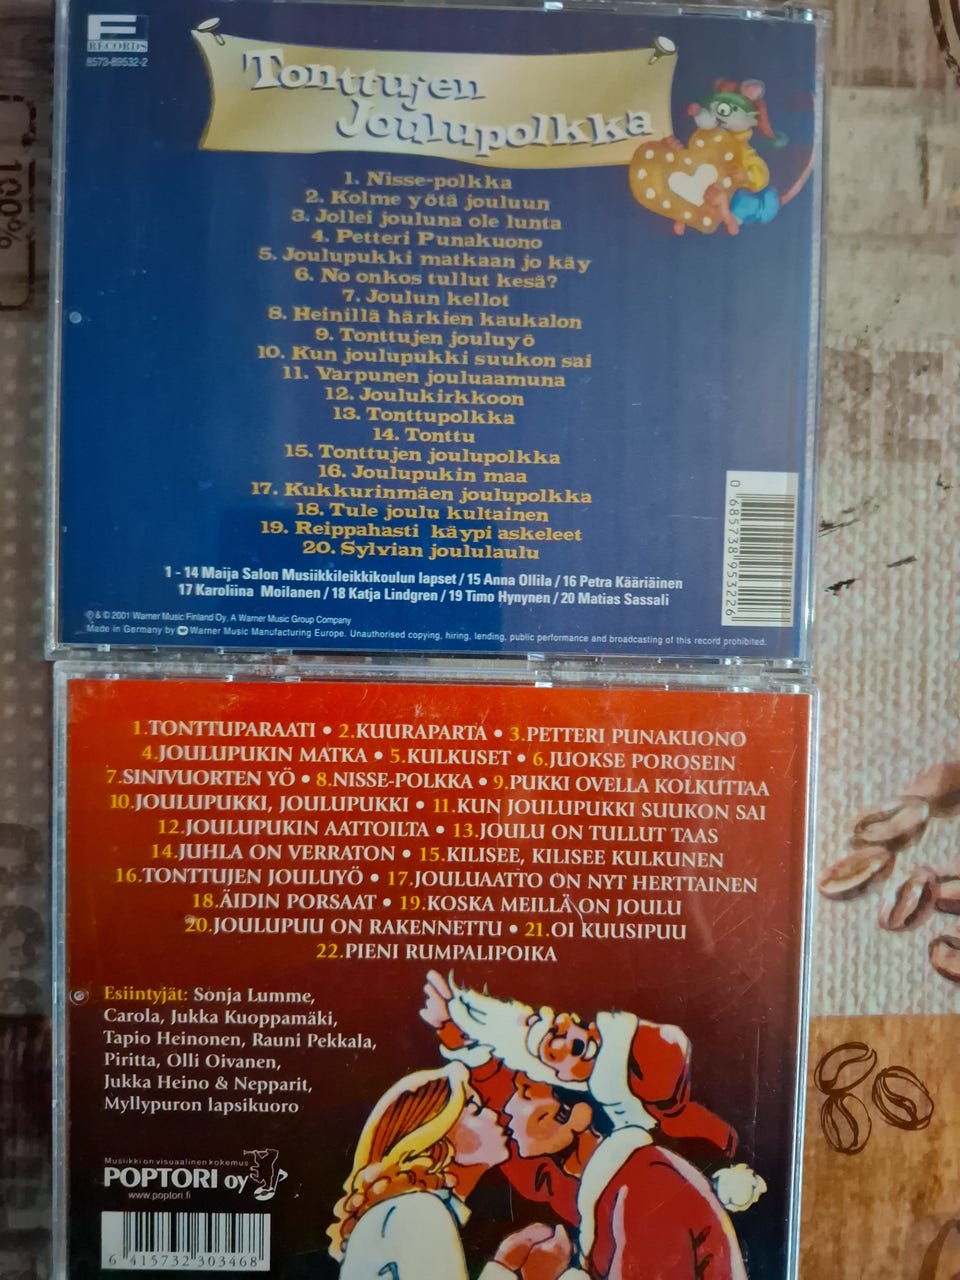 F
RECORDS
8573-89532-2
Tonttujen
Joulupolkka
1. Nisse-polkka
2. Kolme yötä jouluun
3. Jollei jouluna ole lunta
4. Petteri Punakuono
5. Joulupukki matkaan jo käy
6. No onkos tullut kesä?
7. Joulun kellot
8. Heinillä härkien kaukalon
9. Tonttujen jouluyö
10. Kun joulupukki suukon sai
11. Varpunen jouluaamuna
12. Joulukirkkoon
13. Tonttupolkka
14. Tonttu
15. Tonttujen joulupolkka
16. Joulupukin maa
17. Kukkurinmäen joulupolkka
18. Tule joulu kultainen
19. Reippahasti käypi askeleet
20. Sylvian joululaulu
1 - 14 Maija Salon Musiikkileikkikoulun lapset / 15 Anna Ollila / 16 Petra Kääriäinen
17 Karoliina Moilanen / 18 Katja Lindgren / 19 Timo Hynynen / 20 Matias Sassali
℗ & © 2001 Warner Music Finland Oy, A Warner Music Group Company
Made in Germany by Warner Music Manufacturing Europe. Unauthorised copying, hiring, lending, public performance and broadcasting of this record prohibited.
0 685738 953226
100%
1.TONTTUPARAATI • 2.KUURAPARTA • 3.PETTERI PUNAKUONO
4.JOULUPUKIN MATKA • 5.KULKUSET • 6.JUOKSE POROSEIN
7.SINIVUORTEN YÖ • 8.NISSE-POLKKA • 9.PUKKI OVELLA KOLKUTTAA
10.JOULUPUKKI, JOULUPUKKI • 11.KUN JOULUPUKKI SUUKON SAI
12.JOULUPUKIN AATTOILTA • 13.JOULU ON TULLUT TAAS
14.JUHLA ON VERRATON • 15.KILISEE, KILISEE KULKUNEN
16.TONTTUJEN JOULUYÖ • 17.JOULUAATTO ON NYT HERTTAINEN
18.ÄIDIN PORSAAT • 19.KOSKA MEILLÄ ON JOULU
20.JOULUPUU ON RAKENNETTU • 21.OI KUUSIPUU
22.PIENI RUMPALIPOIKA
Esiintyjät: Sonja Lumme,
Carola, Jukka Kuoppamäki,
Tapio Heinonen, Rauni Pekkala,
Piritta, Olli Oivanen,
Jukka Heino & Nepparit,
Myllypuron lapsikuoro
Musiikki on visuaalinen kokemus
POPTORI oy
www.poptori.fi
6 415732 303468